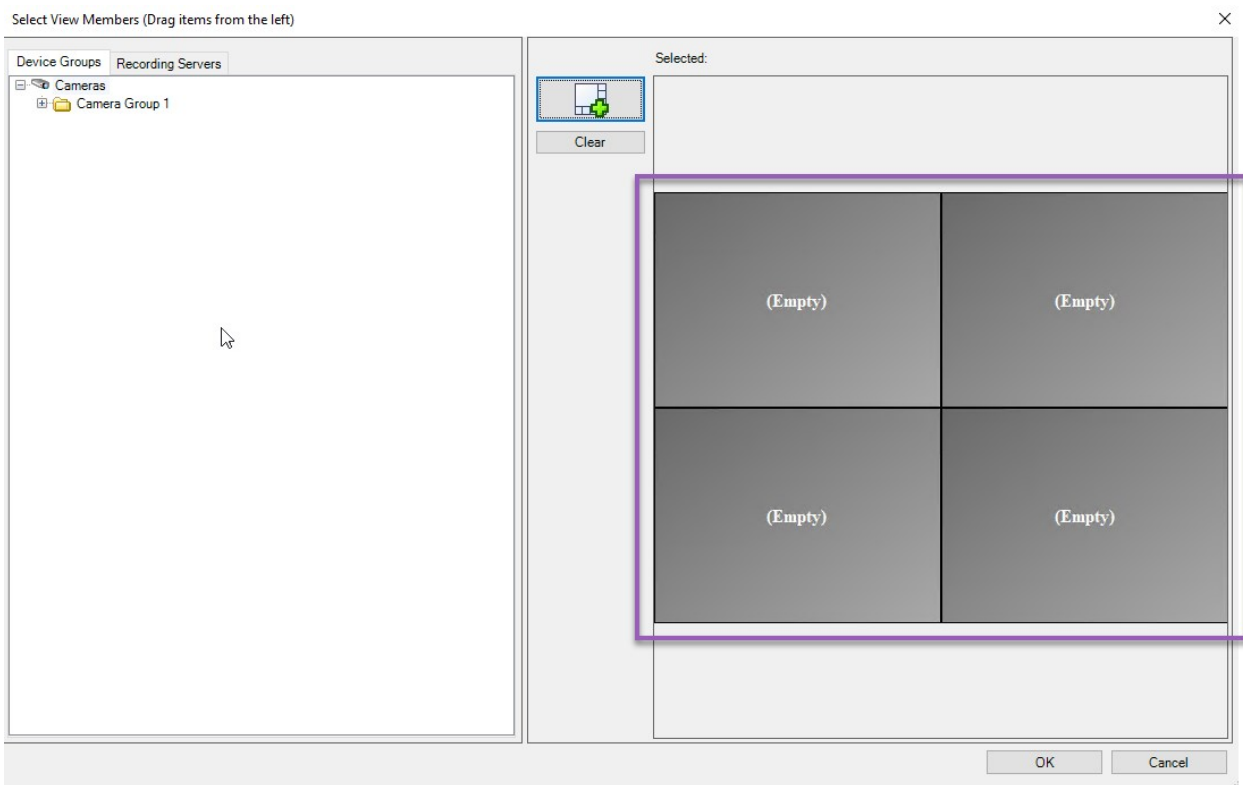 Select View Members (Drag items from the left)
Device Groups
Recording Servers
Cameras
Camera Group 1
Selected:
Clear
(Empty)
(Empty)
(Empty)
(Empty)
OK
Cancel